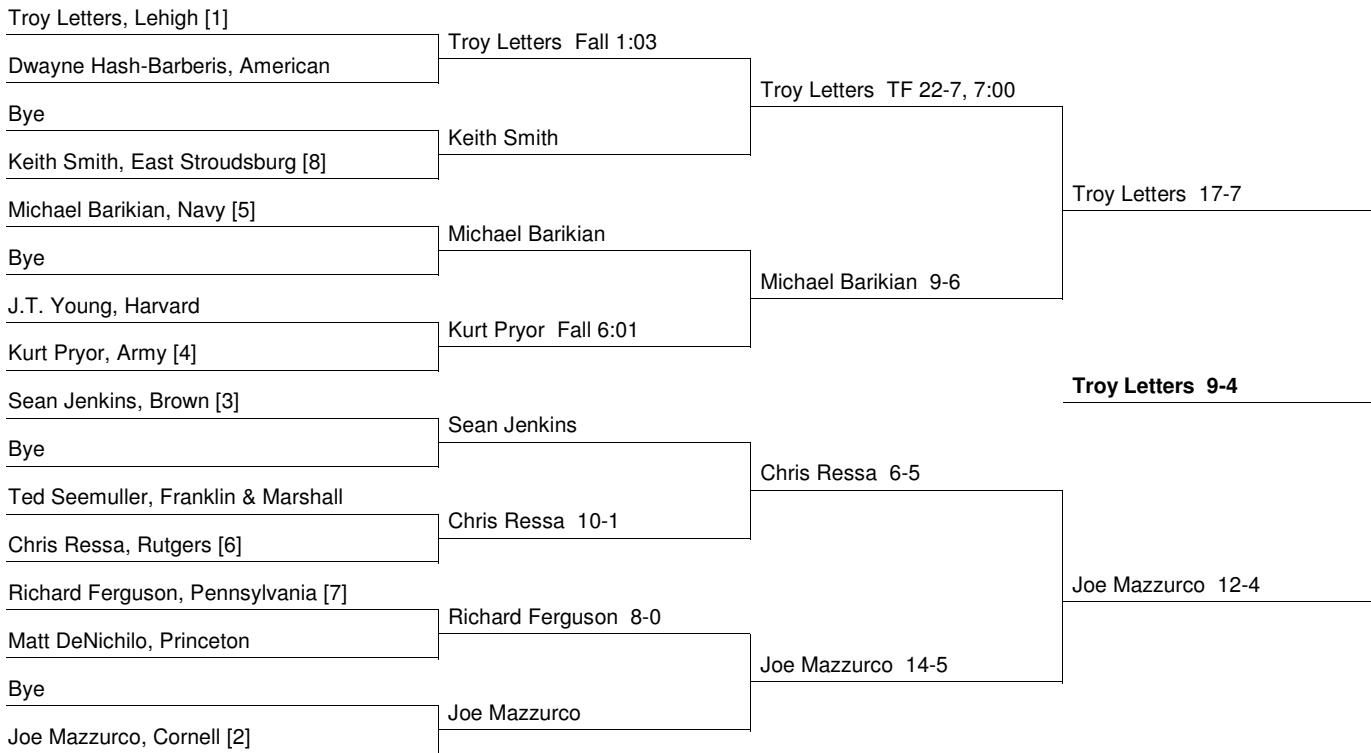 Troy Letters, Lehigh [1]
Troy Letters  Fall 1:03
Dwayne Hash-Barberis, American
Troy Letters  TF 22-7, 7:00
Bye
Keith Smith
Keith Smith, East Stroudsburg [8]
Troy Letters  17-7
Michael Barikian, Navy [5]
Michael Barikian
Bye
Michael Barikian  9-6
J.T. Young, Harvard
Kurt Pryor  Fall 6:01
Kurt Pryor, Army [4]
Troy Letters  9-4
Sean Jenkins, Brown [3]
Sean Jenkins
Bye
Chris Ressa  6-5
Ted Seemuller, Franklin & Marshall
Chris Ressa  10-1
Chris Ressa, Rutgers [6]
Joe Mazzurco  12-4
Richard Ferguson, Pennsylvania [7]
Richard Ferguson  8-0
Matt DeNichilo, Princeton
Joe Mazzurco  14-5
Bye
Joe Mazzurco
Joe Mazzurco, Cornell [2]